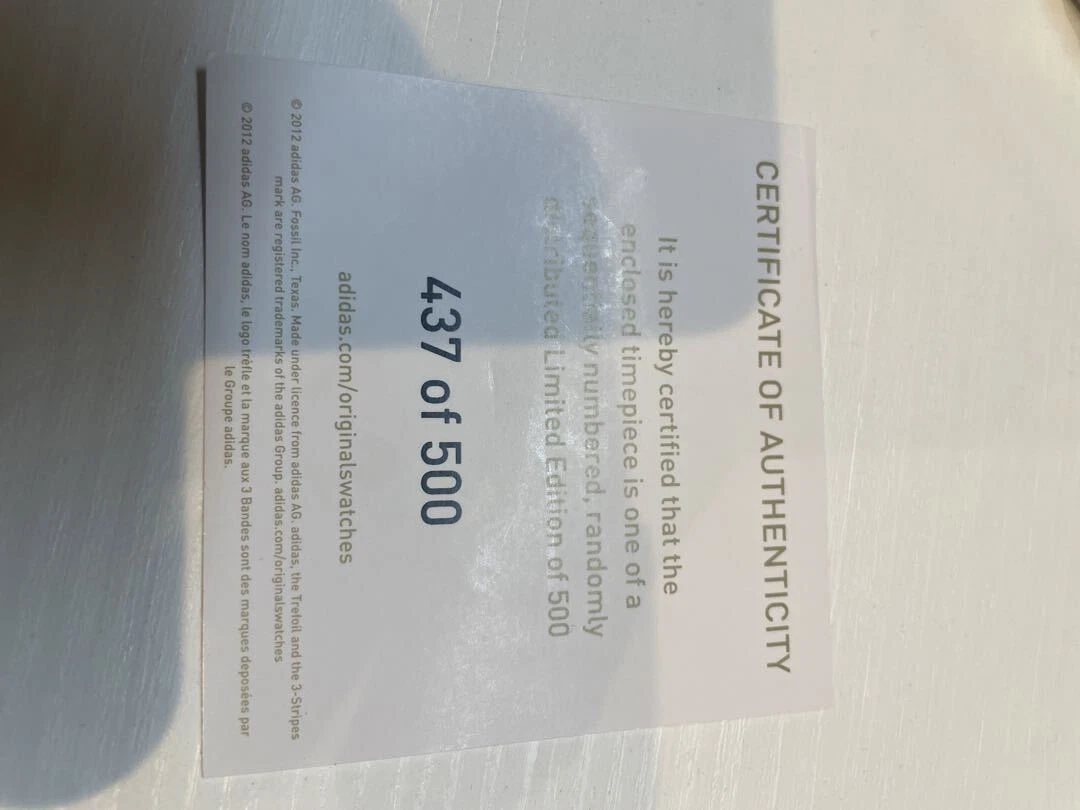 CERTIFICATE OF AUTHENTICITY
It is hereby certified that the
enclosed timepiece is one of a
sequentially numbered, randomly
distributed Limited Edition of 500
437 of 500
adidas.com/originalswatches
© 2012 adidas AG. Fossil Inc., Texas. Made under licence from adidas AG. adidas, the Trefoil and the 3-Stripes
mark are registered trademarks of the adidas Group. adidas.com/originalswatches
© 2012 adidas AG. Le nom adidas, le logo tréfle et la marque aux 3 Bandes sont des marques deposées par
le Groupe adidas.